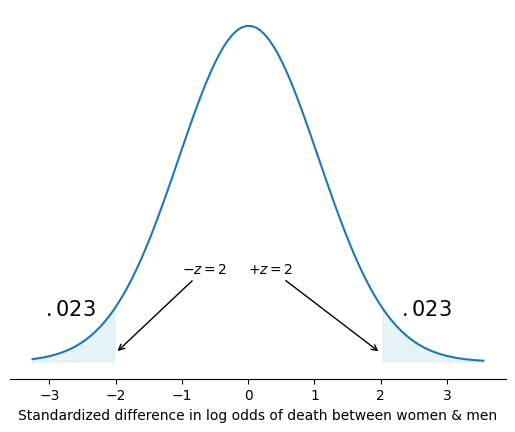 −z = 2 +z = 2
.023 .023
−3 −2 −1 0 1 2 3
Standardized difference in log odds of death between women & men